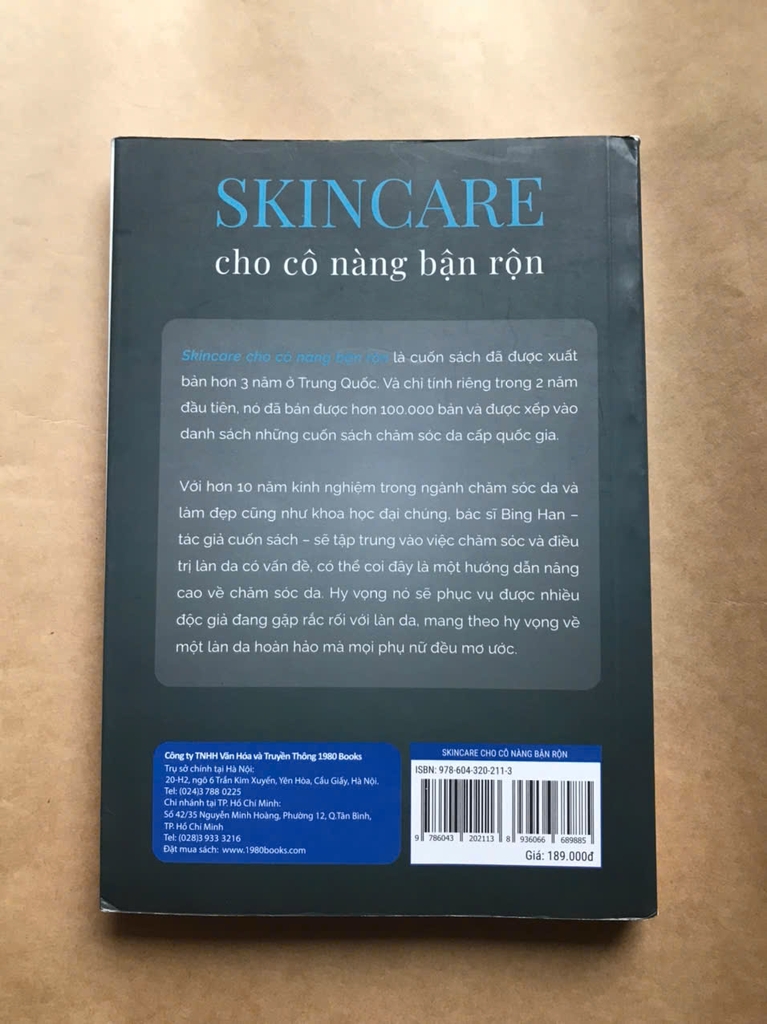 SKINCARE
cho cô nàng bận rộn
Skincare cho cô nàng bận rộn là cuốn sách đã được xuất
bản hơn 3 năm ở Trung Quốc. Và chỉ tính riêng trong 2 năm
đầu tiên, nó đã bán được hơn 100.000 bản và được xếp vào
danh sách những cuốn sách chăm sóc da cấp quốc gia.
Với hơn 10 năm kinh nghiệm trong ngành chăm sóc da và
làm đẹp cũng như khoa học đại chúng, bác sĩ Bing Han –
tác giả cuốn sách – sẽ tập trung vào việc chăm sóc và điều
trị làn da có vấn đề, có thể coi đây là một hướng dẫn nâng
cao về chăm sóc da. Hy vọng nó sẽ phục vụ được nhiều
độc giả đang gặp rắc rối với làn da, mang theo hy vọng về
một làn da hoàn hảo mà mọi phụ nữ đều mơ ước.
Công ty TNHH Văn Hóa và Truyền Thông 1980 Books
Trụ sở chính tại Hà Nội:
20-H2, ngõ 6 Trần Kim Xuyến, Yên Hòa, Cầu Giấy, Hà Nội.
Tel: (024)3 788 0225
Chi nhánh tại TP. Hồ Chí Minh:
Số 42/35 Nguyễn Minh Hoàng, Phường 12, Q.Tân Bình,
TP. Hồ Chí Minh
Tel: (028)3 933 3216
Đặt mua sách: www.1980books.com
SKINCARE CHO CÔ NÀNG BẬN RỘN
ISBN: 978-604-320-211-3
9 786043 202113 8 936066 689885
Giá: 189.000đ